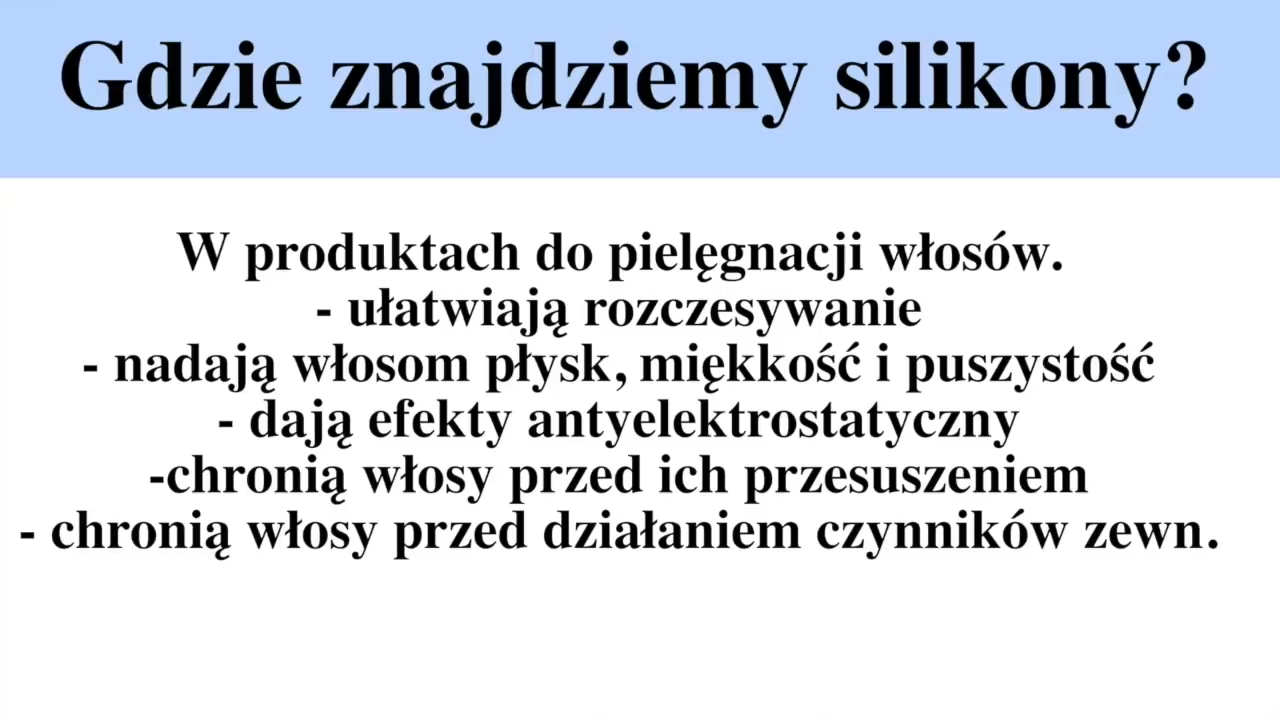 Gdzie znajdziemy silikony?
W produktach do pielęgnacji włosów.
- ułatwiają rozczesywanie
- nadają włosom płysk, miękkość i puszystość
- dają efekty antyelektrostatyczny
-chronią włosy przed ich przesuszeniem
- chronią włosy przed działaniem czynników zewn.